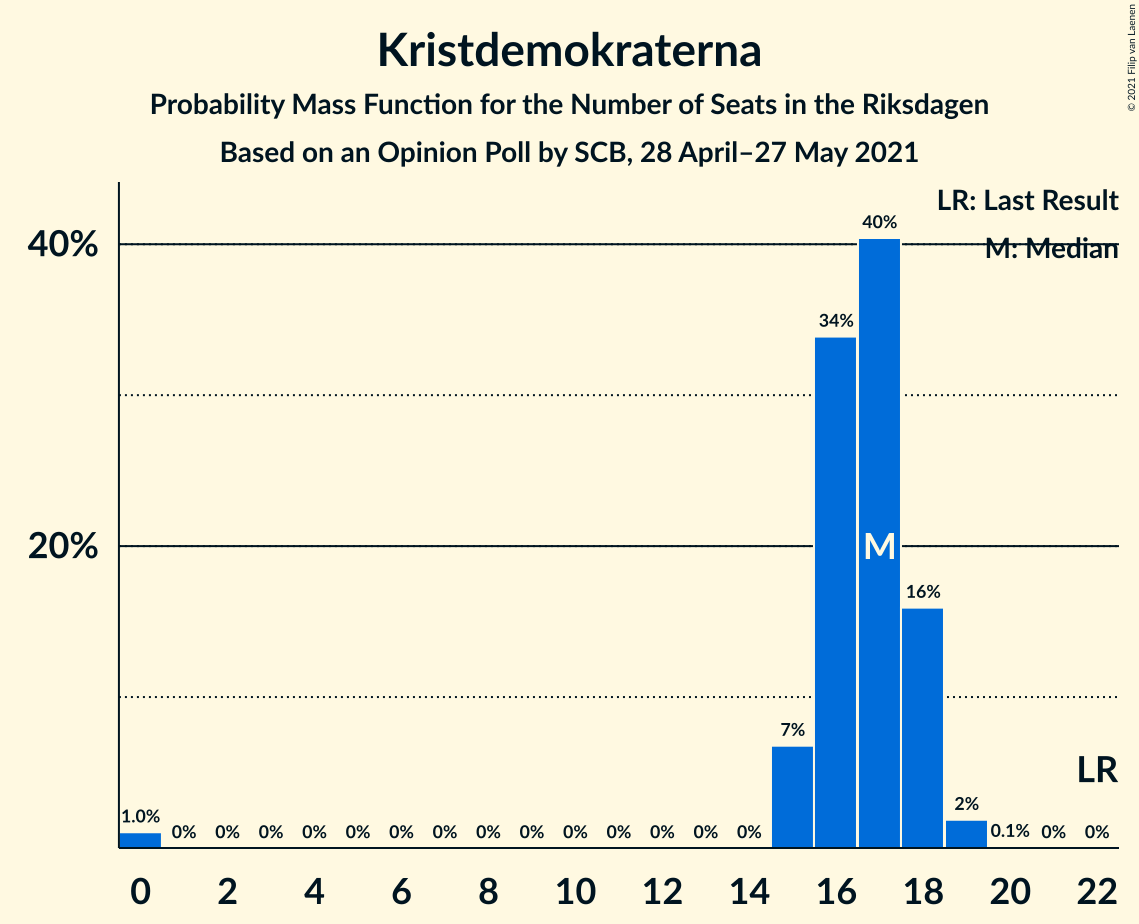 Kristdemokraterna
Probability Mass Function for the Number of Seats in the Riksdagen
Based on an Opinion Poll by SCB, 28 April–27 May 2021
© 2021 Filip van Laenen
LR: Last Result
M: Median
40%
20%
1.0% 0% 0% 0% 0% 0% 0% 0% 0% 0% 0% 0% 0% 0% 0% 7% 34% 40% 16% 2% 0.1% 0% 0%
M
LR
0 2 4 6 8 10 12 14 16 18 20 22